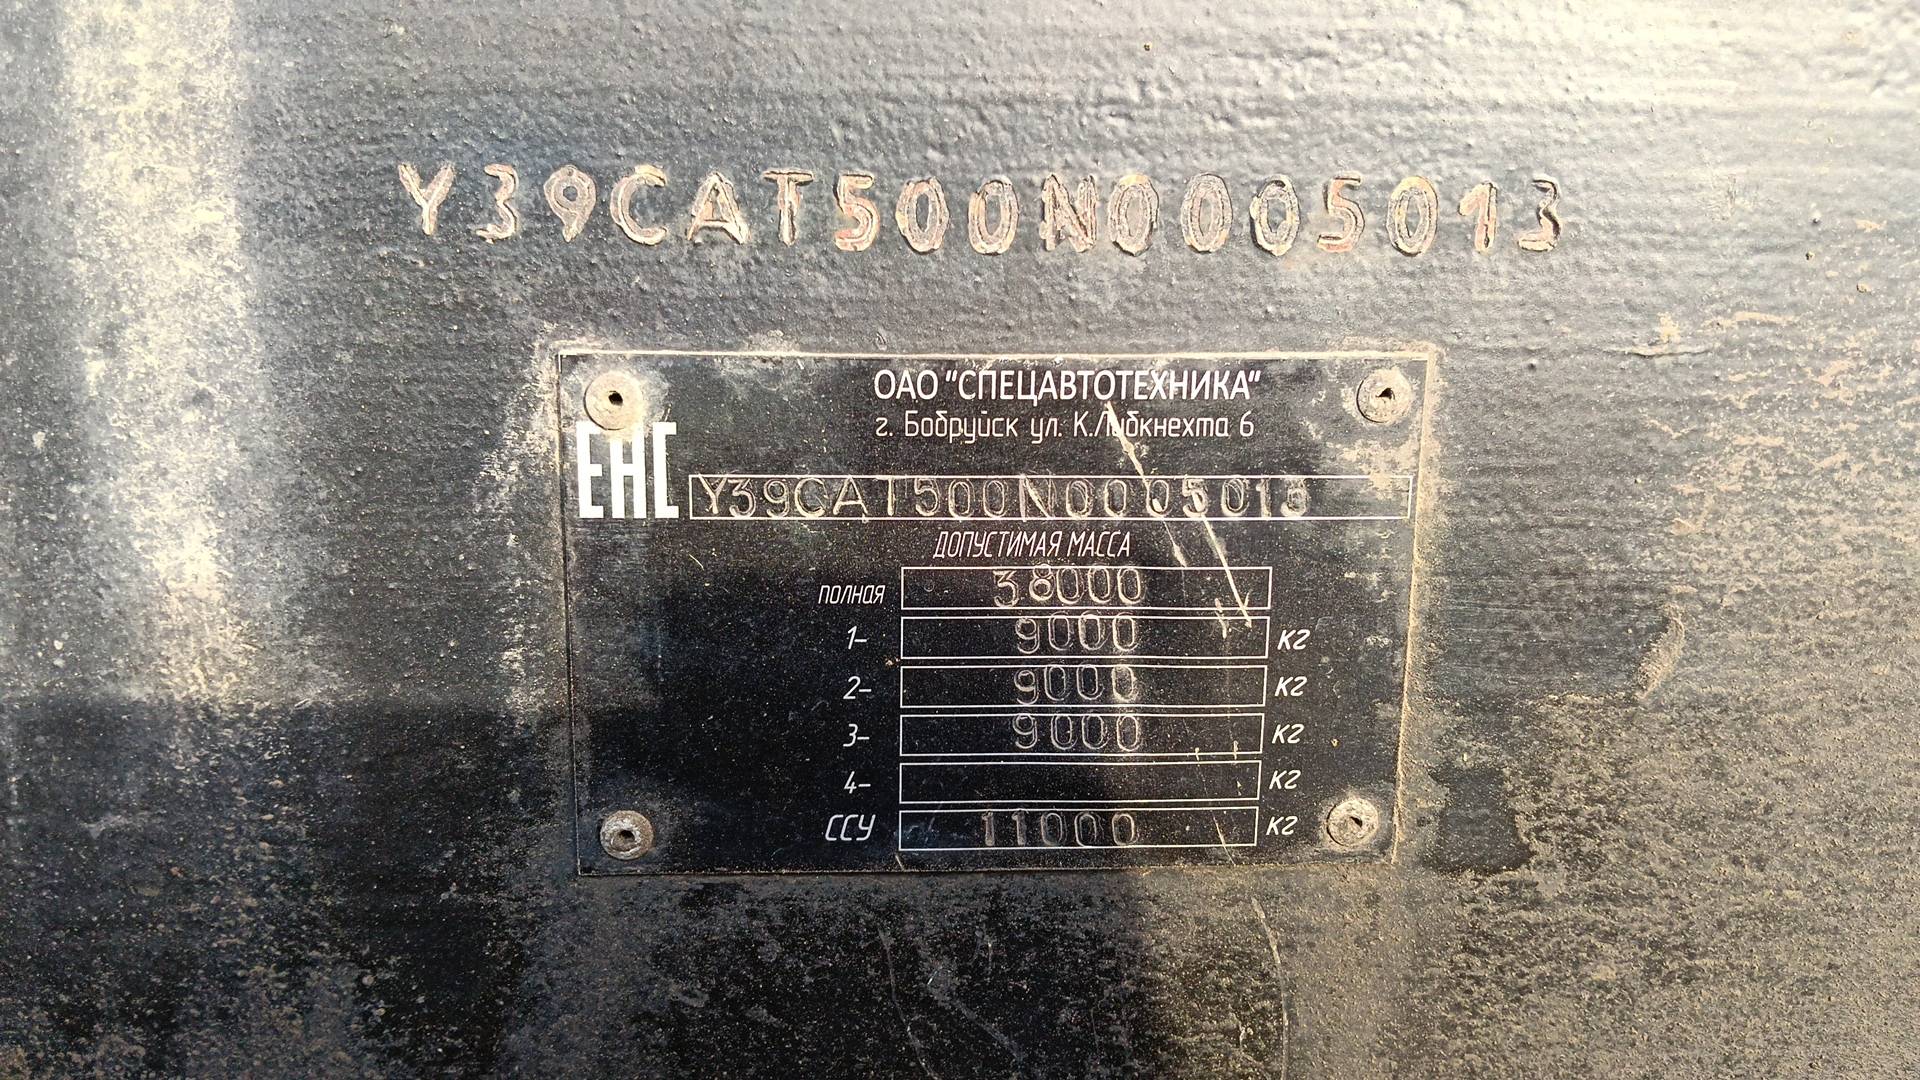 Y39CAT500N0005013
ОАО "СПЕЦАВТОТЕХНИКА"
г. Бобруйск ул. К.Либкнехта 6
EAC
Y39CAT500N0005013
ДОПУСТИМАЯ МАССА
ПОЛНАЯ 38000
1- 9000 кг
2- 9000 кг
3- 9000 кг
4- кг
ССУ 11000 кг